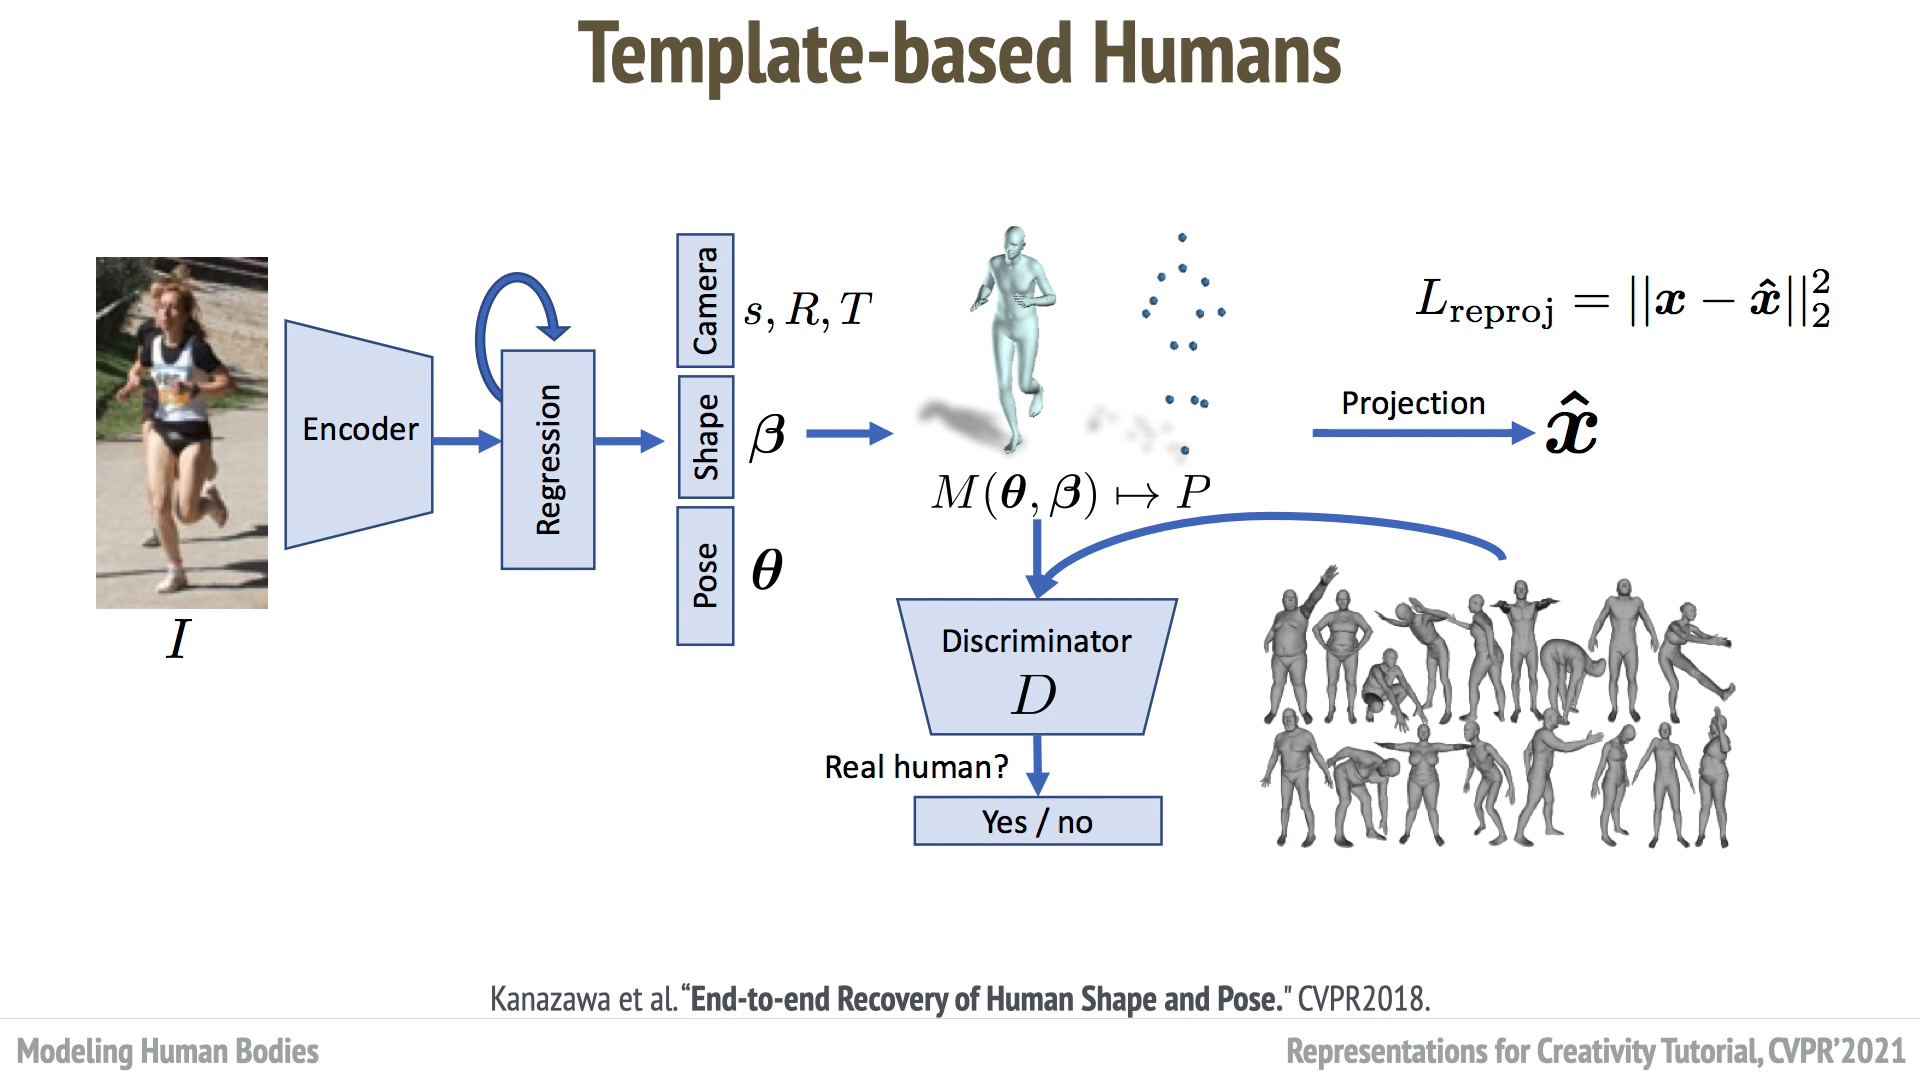 Template-based Humans
I
Encoder
Regression
Camera
s, R, T
Shape
β
Pose
θ
M(θ, β) ↦ P
L_reproj = ||x − x̂||₂²
Projection
x̂
Discriminator
D
Real human?
Yes / no
Kanazawa et al. “End-to-end Recovery of Human Shape and Pose." CVPR2018.
Modeling Human Bodies
Representations for Creativity Tutorial, CVPR’2021